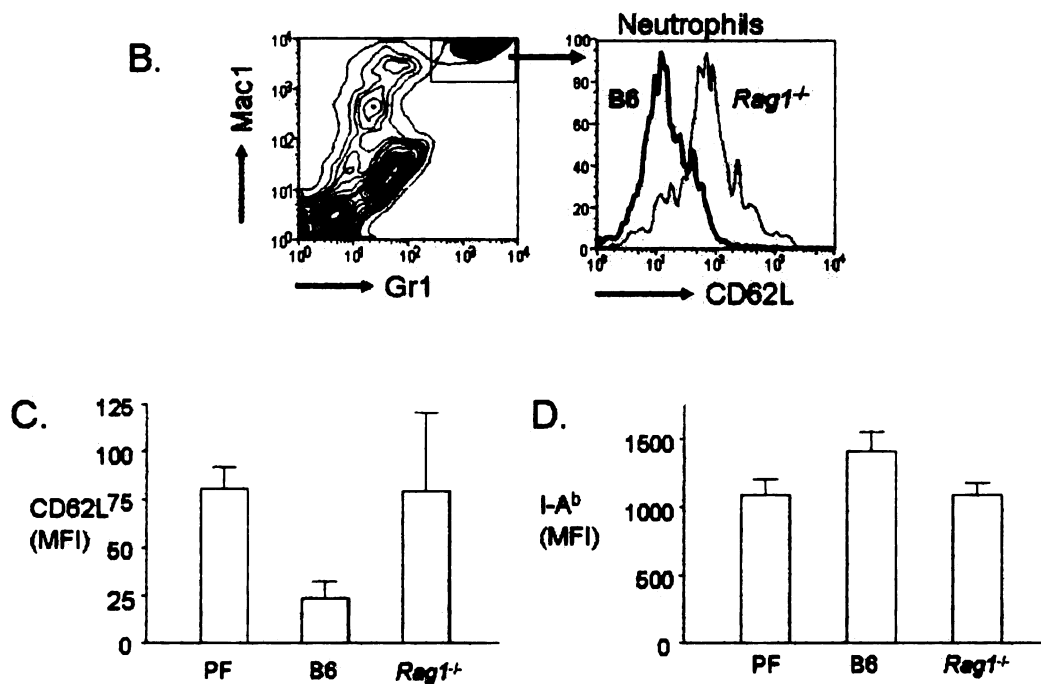 B.
Neutrophils
Mac1
10⁴
10³
10²
10¹
10⁰
10⁰ 10¹ 10² 10³ 10⁴
Gr1
100
80
60
40
20
0
B6
Rag1⁻/⁻
10⁰ 10¹ 10² 10³ 10⁴
CD62L
C.
CD62L
(MFI)
125
100
75
50
25
0
PF B6 Rag1⁻/⁻
D.
I-Aᵇ
(MFI)
1500
1000
500
0
PF B6 Rag1⁻/⁻